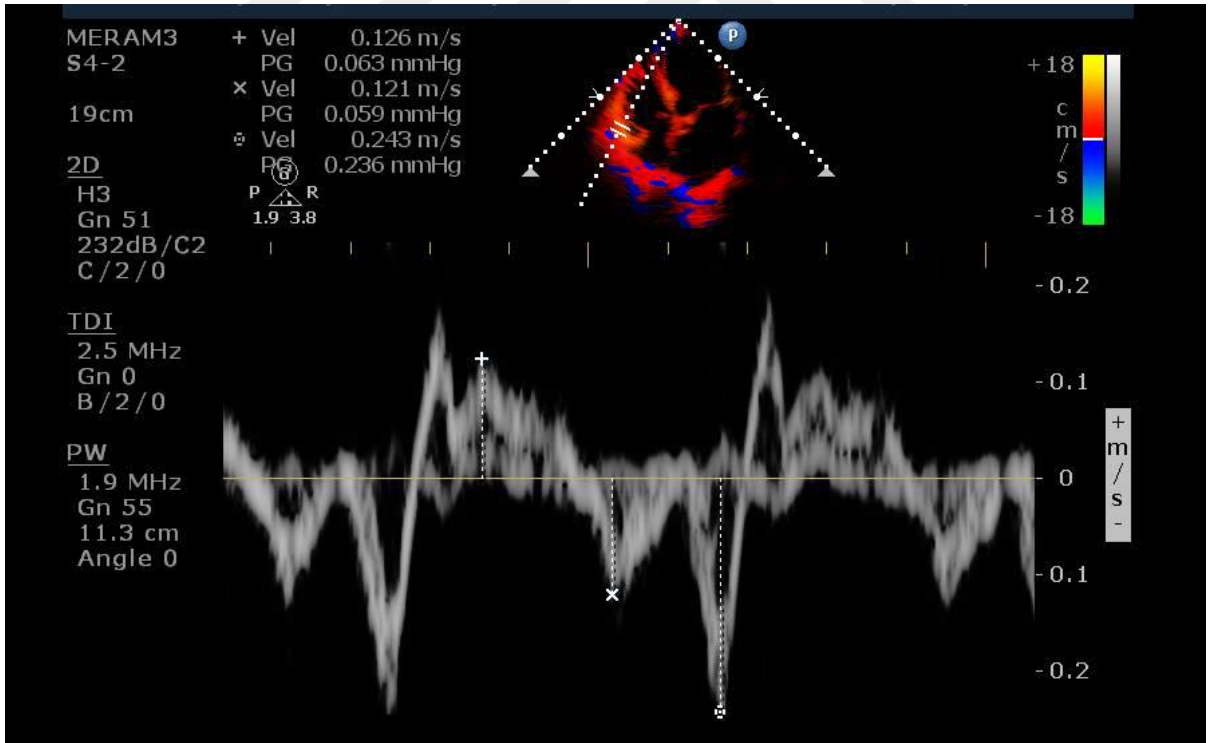 MERAM3
S4-2
19cm
2D
H3
Gn 51
232dB/C2
C/2/0
TDI
2.5 MHz
Gn 0
B/2/0
PW
1.9 MHz
Gn 55
11.3 cm
Angle 0
+ Vel 0.126 m/s
PG 0.063 mmHg
× Vel 0.121 m/s
PG 0.059 mmHg
Vel 0.243 m/s
PG 0.236 mmHg
G
P R
1.9 3.8
P
+18
c
m
/
s
-18
- 0.2
- 0.1
- 0
- 0.1
- 0.2
+
m
/
s
-